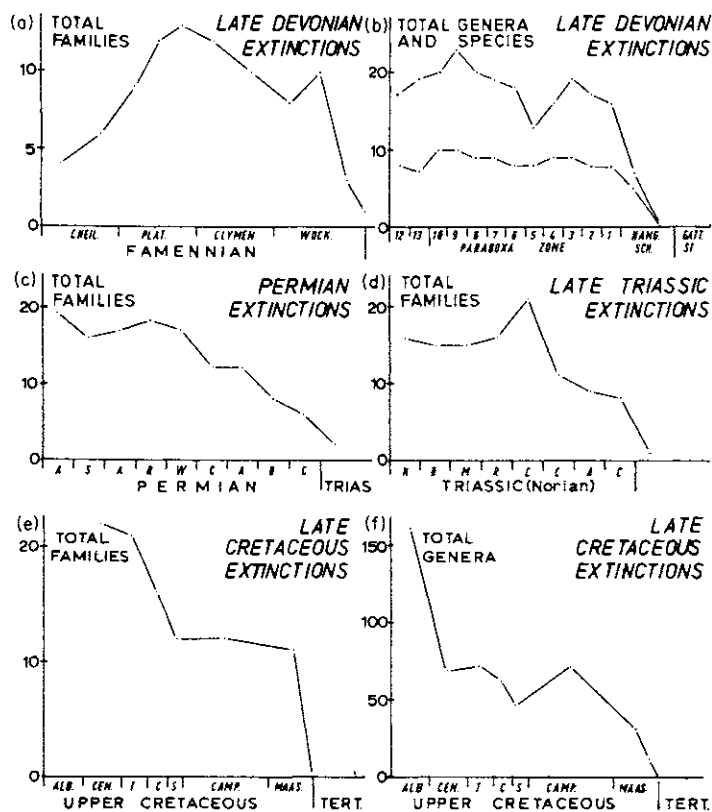 (a) TOTAL FAMILIES
LATE DEVONIAN
EXTINCTIONS
10
5
0
CHEIL. PLAT. CLYMEN WOCK.
FAMENNIAN
(b) TOTAL GENERA
AND SPECIES
LATE DEVONIAN
EXTINCTIONS
20
10
0
12 13 10 9 8 7 6 5 4 3 2 1 WANG. GATT.
PARABOXA ZONE SCH. ST
(c) TOTAL
FAMILIES
PERMIAN
EXTINCTIONS
20
10
0
A S A R W C A B C
PERMIAN TRIAS
(d) TOTAL
FAMILIES
LATE TRIASSIC
EXTINCTIONS
20
10
0
M R L A C
TRIASSIC (Norian)
(e) TOTAL
FAMILIES
LATE
CRETACEOUS
EXTINCTIONS
20
10
0
ALB. CEN. T C S CAMP. MAAS.
UPPER CRETACEOUS TERT.
(f) TOTAL
GENERA
LATE
CRETACEOUS
EXTINCTIONS
150
100
50
0
ALB. CEN. T C S CAMP. MAAS.
UPPER CRETACEOUS TERT.